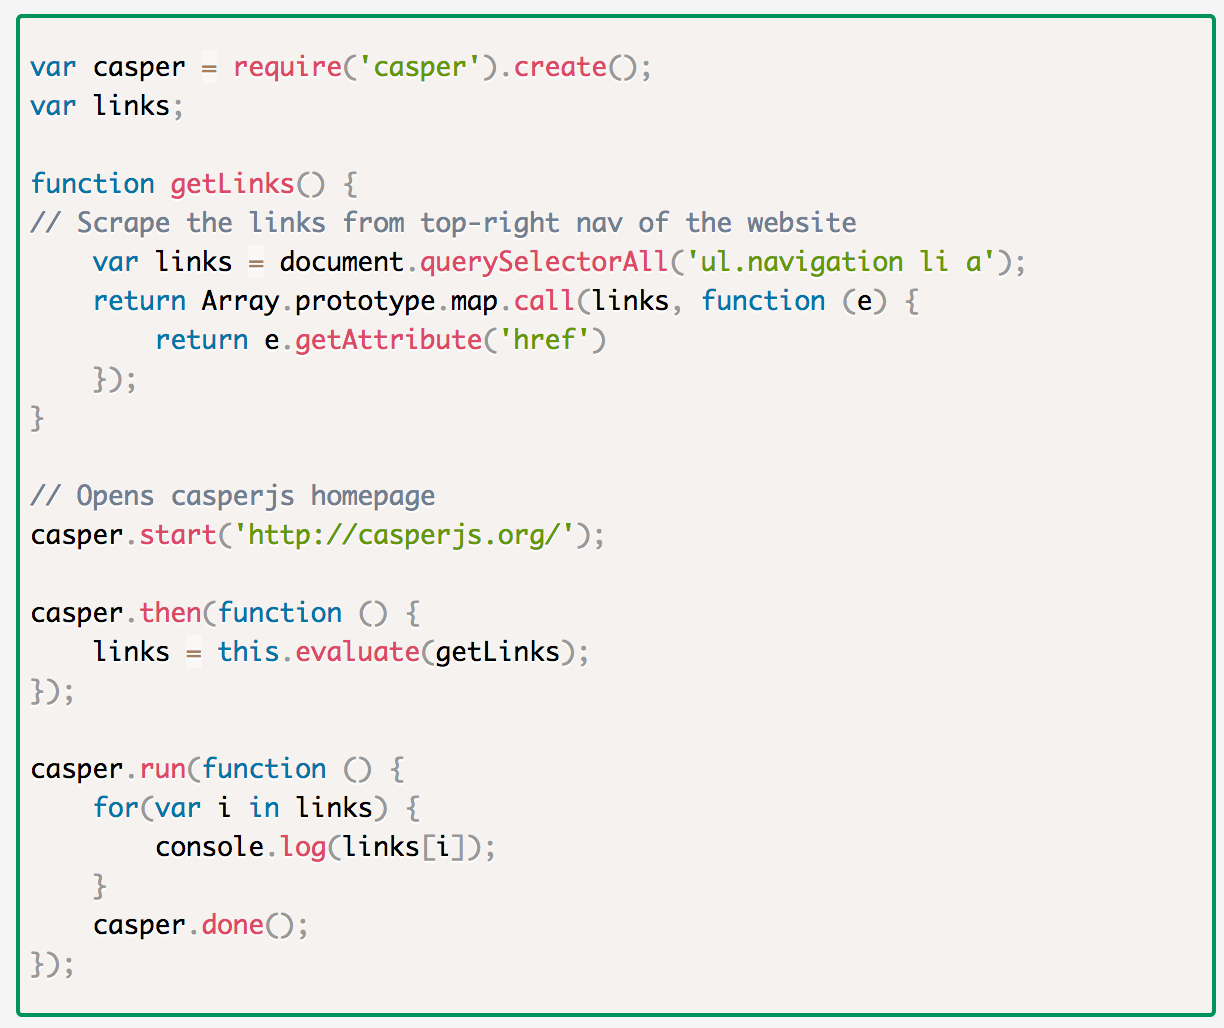 var casper = require('casper').create();
var links;
function getLinks() {
// Scrape the links from top-right nav of the website
    var links = document.querySelectorAll('ul.navigation li a');
    return Array.prototype.map.call(links, function (e) {
        return e.getAttribute('href')
    });
}
// Opens casperjs homepage
casper.start('http://casperjs.org/');
casper.then(function () {
    links = this.evaluate(getLinks);
});
casper.run(function () {
    for(var i in links) {
        console.log(links[i]);
    }
    casper.done();
});